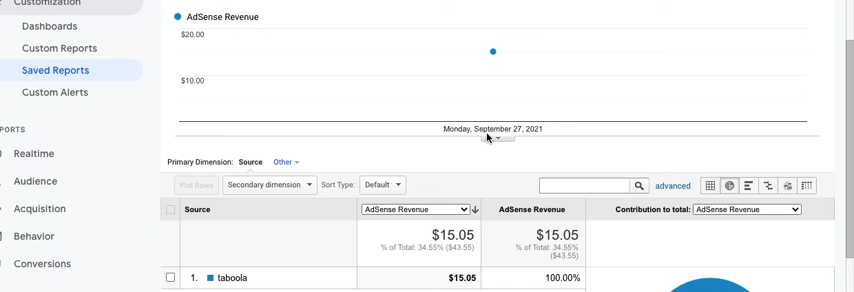 Customization
AdSense Revenue
Dashboards
$20.00
Custom Reports
Saved Reports
$10.00
Custom Alerts
Monday, September 27, 2021
PORTS
Realtime
Primary Dimension: Source Other
Audience
Plot Rows Secondary dimension Sort Type: Default advanced
Acquisition
Source AdSense Revenue AdSense Revenue Contribution to total: AdSense Revenue
Behavior
$15.05 $15.05
% of Total: 34.55% ($43.55) % of Total: 34.55%
($43.55)
Conversions
1. taboola $15.05 100.00%